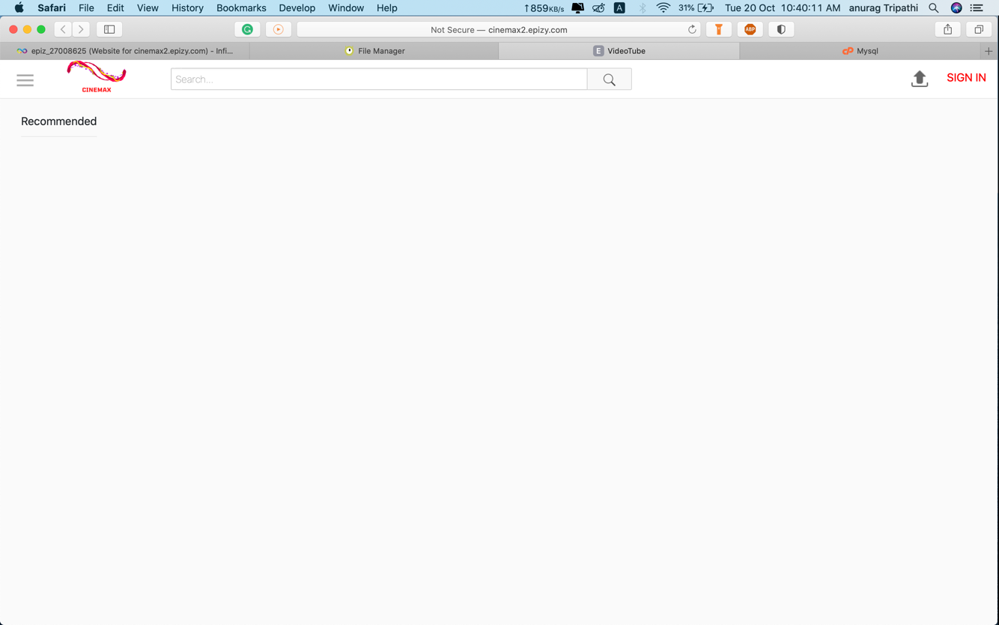 Safari File Edit View History Bookmarks Develop Window Help ↑859KB/s A 31% Tue 20 Oct 10:40:11 AM anurag Tripathi
G Not Secure — cinemax2.epizy.com ABP
epiz_27008625 (Website for cinemax2.epizy.com) - Infi... File Manager E VideoTube cP Mysql
CINEMAX Search... SIGN IN
Recommended